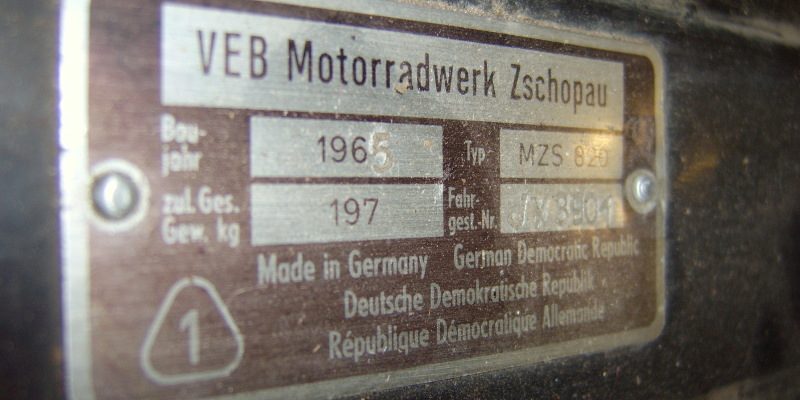 VEB Motorradwerk Zschopau
Bau-
jahr
1965
Typ
MZS 820
zul. Ges.
Gew. kg
197
Fahr-
gest.-Nr.
Made in Germany German Democratic Republic
Deutsche Demokratische Republik
République Démocratique Allemande
1